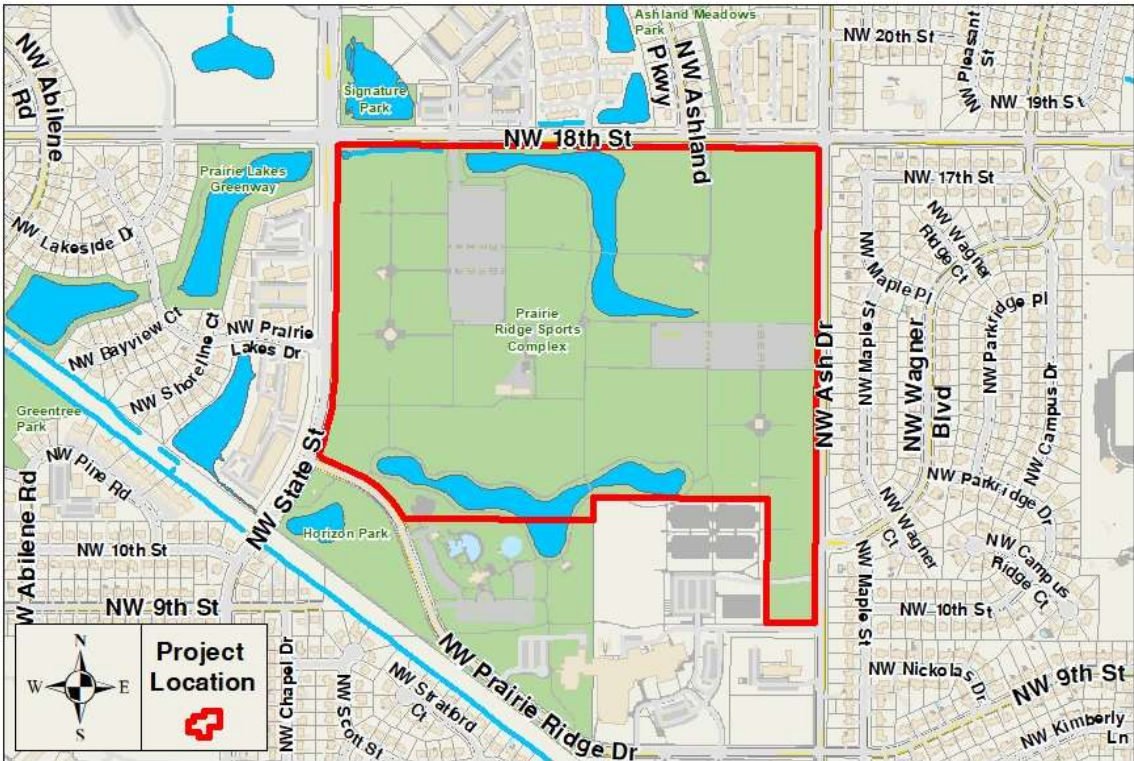 Ashland Meadows
Park
NW 20th St
NW Pleasant
St
NW 19th St
NW Abilene
Rd
Signature
Park
Pkwy
NW Ashland
NW 18th St
Prairie Lakes
Greenway
NW 17th St
NW Lakeside Dr
NW Wagner
Ridge Ct
NW Maple Pl
NW Bayview Ct
NW Shoreline Ct
NW Prairie
Lakes Dr
Prairie
Ridge Sports
Complex
NW Ash Dr
NW Maple St
NW Wagner
Blvd
NW Parkridge Pl
NW Campus Dr
Greentree
Park
NW Pine Rd
NW State St
NW Parkridge Dr
W Abilene Rd
Horizon Park
NW 10th St
NW Wagner
Ct
NW Campus
Ridge Ct
NW 9th St
NW Maple St
NW 10th St
N
W
E
S
Project
Location
NW Chapel Dr
NW Scott St
NW Stratford
Ct
NW Prairie Ridge Dr
NW Nickolas Dr
NW 9th St
NW Kimberly
Ln